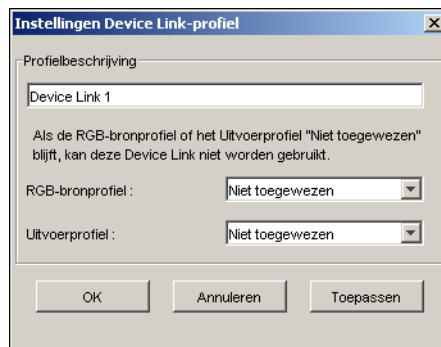 Instellingen Device Link-profiel
Profielbeschrijving
Device Link 1
Als de RGB-bronprofiel of het Uitvoerprofiel "Niet toegewezen"
blijft, kan deze Device Link niet worden gebruikt.
RGB-bronprofiel : Niet toegewezen
Uitvoerprofiel : Niet toegewezen
OK Annuleren Toepassen